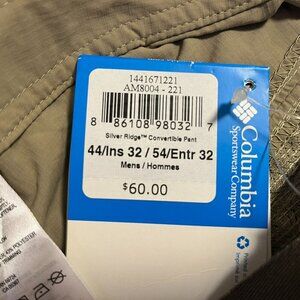 1441671221
AM8004 - 221
8 86108 98032 7
Silver Ridge™ Convertible Pant
44/Ins 32 / 54/Entr 32
Mens / Hommes
$60.00
Columbia
Sportswear Company